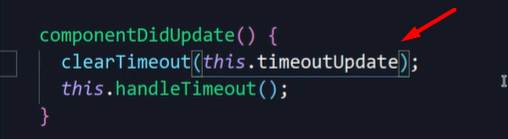 componentDidUpdate() {
clearTimeout(this.timeoutUpdate);
this.handleTimeout();
}